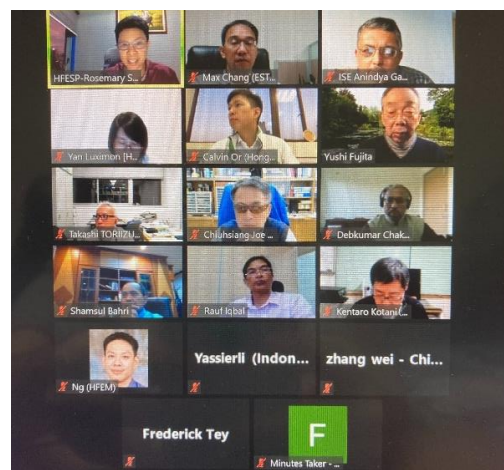 HFESP-Rosemary S...
Max Chang (EST...
ISE Anindya Ga...
Yan Luximon [H...
Calvin Or (Hong...
Yushi Fujita
Takashi TORIIZU...
Chiuhsiang Joe ...
Debkumar Chak...
Shamsul Bahri
Rauf Iqbal
Kentaro Kotani (...
Ng (HFEM)
Yassierli (Indon...
zhang wei - Chi...
Frederick Tey
F
Minutes Taker - ...